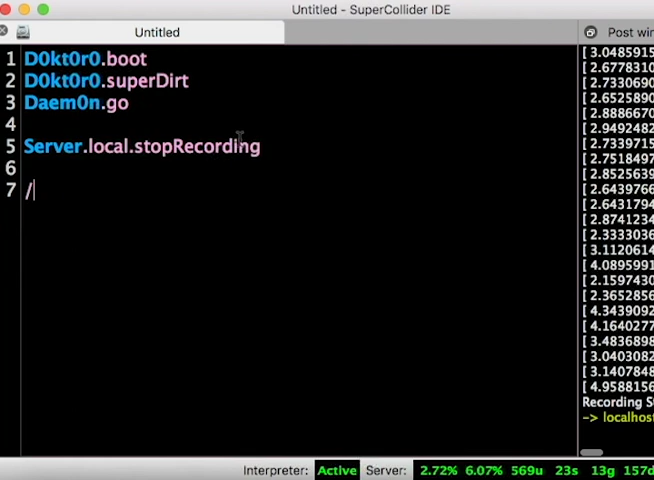 Untitled - SuperCollider IDE
Untitled
Post win
1 D0kt0r0.boot
2 D0kt0r0.superDirt
3 Daem0n.go
4
5 Server.local.stopRecording
6
7 /
[ 3.0485915
[ 2.6778310
[ 2.7330690
[ 2.6525890
[ 2.8886670
[ 2.9492482
[ 2.7339715
[ 2.7518497
[ 2.8525639
[ 2.6439766
[ 2.6431794
[ 2.8741234
[ 2.3333036
[ 3.1120614
[ 4.0895991
[ 2.1597430
[ 2.3652856
[ 4.3439092
[ 4.1640277
[ 3.4836898
[ 3.0403082
[ 3.1407848
[ 4.9588156
Recording S
-> localhost
Interpreter: Active Server: 2.72% 6.07% 569u 23s 13g 157d